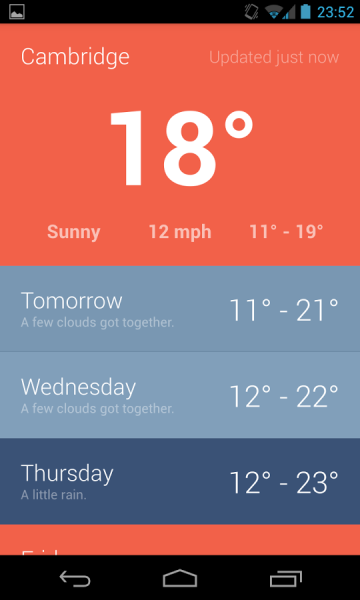 23:52
Cambridge Updated just now
18°
Sunny 12 mph 11° - 19°
Tomorrow 11° - 21°
A few clouds got together.
Wednesday 12° - 22°
A few clouds got together.
Thursday 12° - 23°
A little rain.